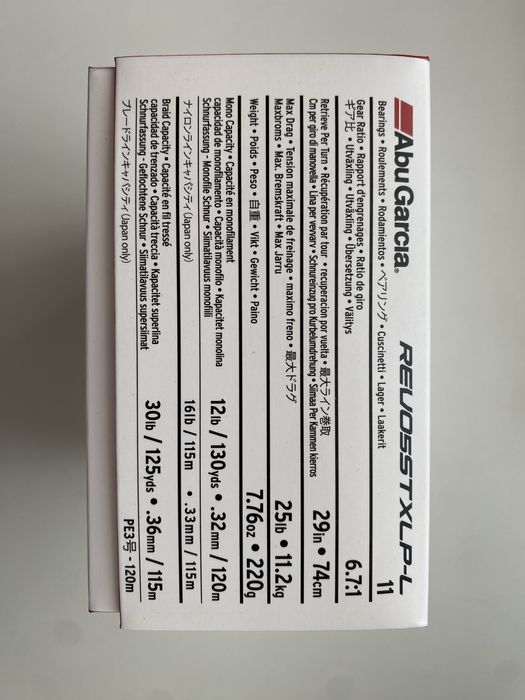 AbuGarcia®
REVO5STXLP-L
Bearings • Roulements • Rodamientos • ベアリング • Cuscinetti • Lager • Laakerit
11
Gear Ratio • Rapport d'engrenages • Ratio de giro
ギア比 • Utväxling • Utväxling • Übersetzung • Välitys
6.7:1
Retrieve Per Turn • Récupération par tour • recuperacion por vuelta • 最大ライン巻取
Cm per giro di manovella • Lina per vevvarv • Schnureinzug pro Kurbelumdrehung • Siimaa Per Kammen kierros
29in • 74cm
Max Drag • Tension maximale de freinage • maximo freno • 最大ドラグ
Maxbroms • Max. Bremskraft • Max Jarru
25lb • 11.2kg
Weight • Poids • Peso • 自重 • Vikt • Gewicht • Paino
7.76oz • 220g
Mono Capacity • Capacité en monofilament
capacidad de monofilamento • Capacità monofilo • Kapacitet monolina
Schnurfassung - Monofile Schnur • Siimatilavuus monofiili
12lb / 130yds • .32mm / 120m
ナイロンラインキャパシティ (Japan only)
16lb / 115m • .33mm / 115m
Braid Capacity • Capacité en fil tressé
capacidad de trenzado • Capacità treccia • Kapacitet superlina
Schnurfassung - Geflochtene Schnur • Siimatilavuus supersiimat
30lb / 125yds • .36mm / 115m
ブレードラインキャパシティ (Japan only)
PE3号 - 120m